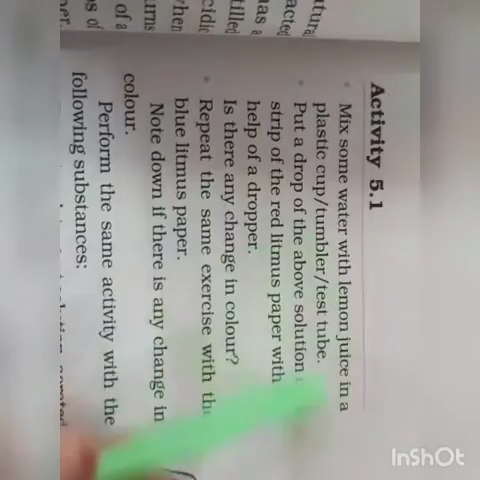 Activity 5.1
Mix some water with lemon juice in a
plastic cup/tumbler/test tube.
Put a drop of the above solution
strip of the red litmus paper with
help of a dropper.
Is there any change in colour?
Repeat the same exercise with
blue litmus paper.
Note down if there is any change in
colour.
Perform the same activity with the
following substances:
InShOt